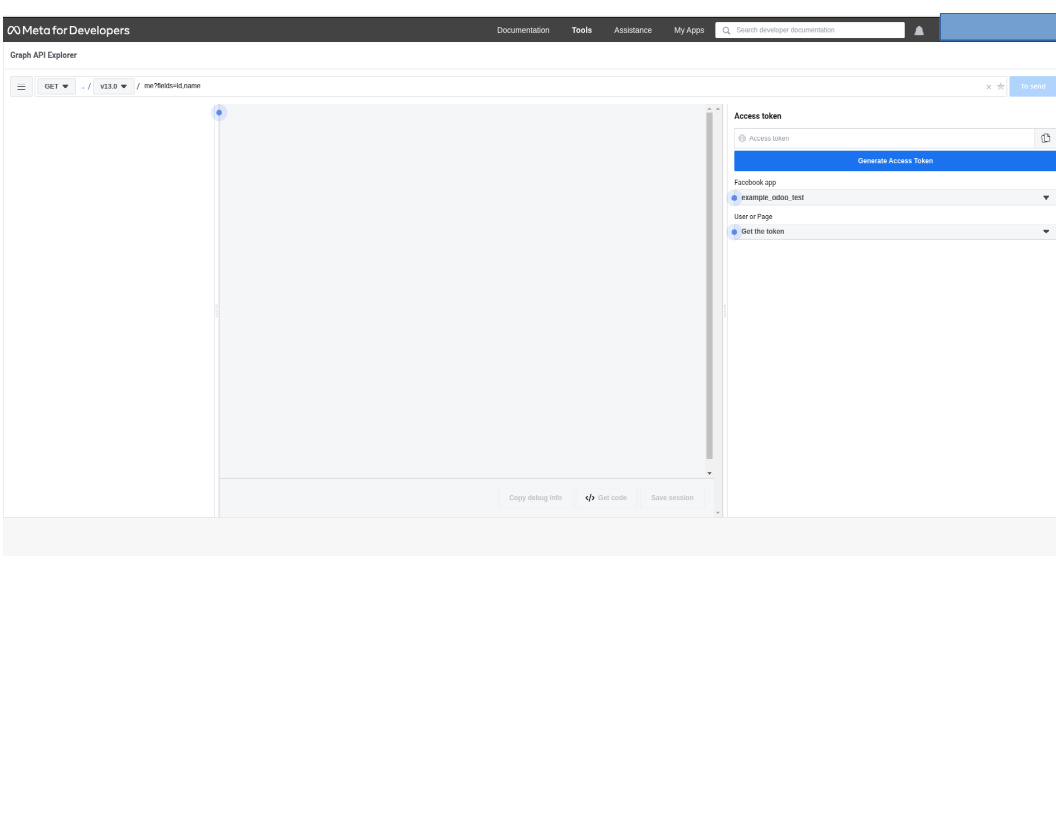 Meta for Developers Documentation Tools Assistance My Apps Search developer documentation
Graph API Explorer
GET .. / v13.0 / me?fields=id,name To send
Access token
Access token
Generate Access Token
Facebook app
example_odoo_test
User or Page
Get the token
Copy debug info </> Get code Save session